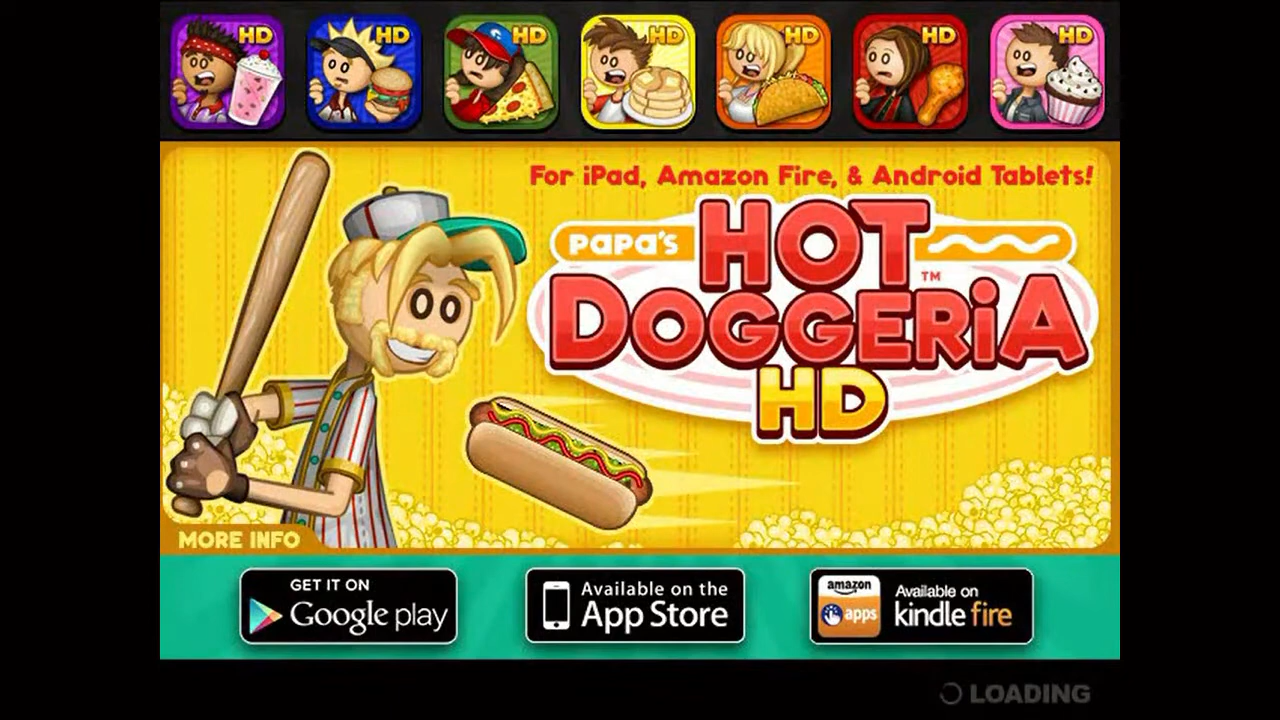 HD HD HD HD HD HD HD
For iPad, Amazon Fire, & Android Tablets!
PAPA'S HOT
DOGGERiA™
HD
MORE INFO
GET IT ON
Google play
Available on the
App Store
amazon
apps
Available on
kindle fire
LOADING